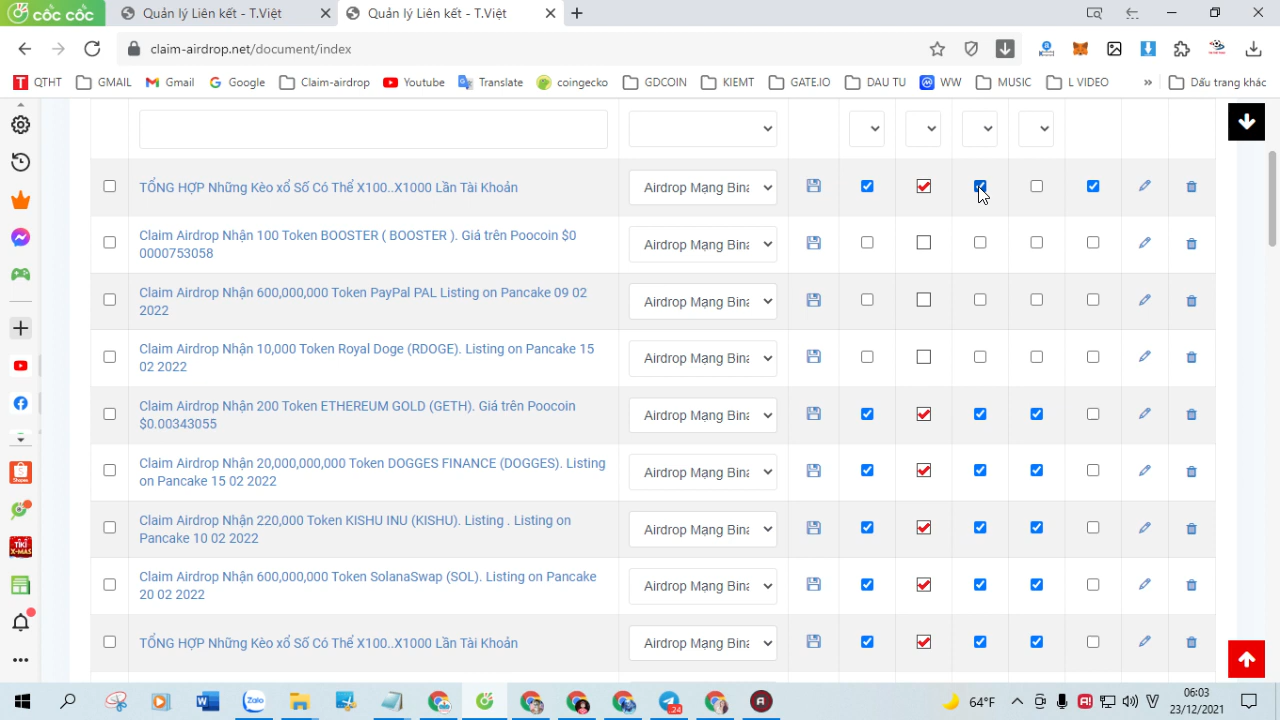 cốc cốc
Quản lý liên kết - T.Việt
Quản lý kết - T.Việt
claim-airdrop.net/document/index
QTHT
GMAIL
Gmail
Google
Claim-airdrop
Youtube
Translate
coingecko
GDCOIN
KIEMT
GATE.IO
DAU TU
WW
MUSIC
L VIDEO
»
Dấu trang khác
TỔNG HỢP Những Kèo xổ Số Có Thể X100..X1000 Lần Tài Khoản
Airdrop Mạng Bina
Claim Airdrop Nhận 100 Token BOOSTER ( BOOSTER ). Giá trên Poocoin $0
0000753058
Airdrop Mạng Bina
Claim Airdrop Nhận 600,000,000 Token PayPal PAL Listing on Pancake 09 02
2022
Airdrop Mạng Bina
Claim Airdrop Nhận 10,000 Token Royal Doge (RDOGE). Listing on Pancake 15
02 2022
Airdrop Mạng Bina
Claim Airdrop Nhận 200 Token ETHEREUM GOLD (GETH). Giá trên Poocoin
$0.00343055
Airdrop Mạng Bina
Claim Airdrop Nhận 20,000,000,000 Token DOGGES FINANCE (DOGGES). Listing
on Pancake 15 02 2022
Airdrop Mạng Bina
Claim Airdrop Nhận 220,000 Token KISHU INU (KISHU). Listing . Listing on
Pancake 10 02 2022
Airdrop Mạng Bina
Claim Airdrop Nhận 600,000,000 Token SolanaSwap (SOL). Listing on Pancake
20 02 2022
Airdrop Mạng Bina
TỔNG HỢP Những Kèo xổ Số Có Thể X100..X1000 Lần Tài Khoản
Airdrop Mạng Bina
Shopee
TIKI
X-MAS
Zalo
24
64°F
06:03
23/12/2021